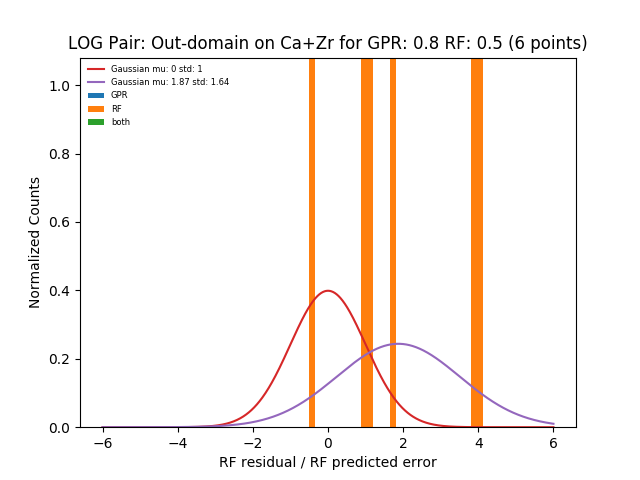 LOG Pair: Out-domain on Ca+Zr for GPR: 0.8 RF: 0.5 (6 points)
Gaussian mu: 0 std: 1
Gaussian mu: 1.87 std: 1.64
GPR
RF
both
1.0
0.8
0.6
0.4
0.2
0.0
Normalized Counts
−6 −4 −2 0 2 4 6
RF residual / RF predicted error